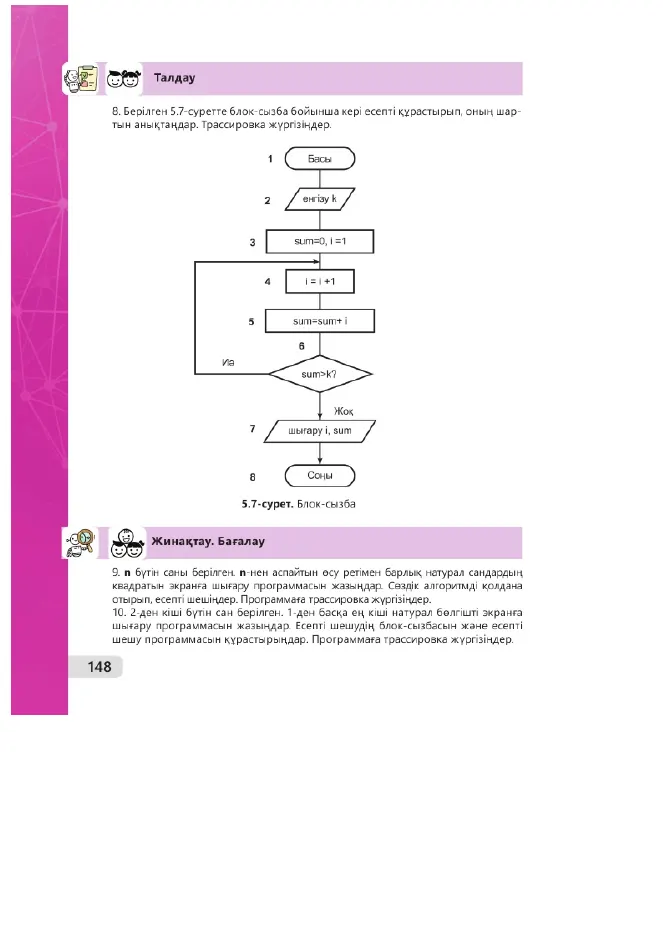 Талдау
8. Берілген 5.7-суретте блок-сызба бойынша кері есепті құрастырып, оның шар-
тын анықтаңдар. Трассировка жүргізіңдер.
1 Басы
2 енгізу k
3 sum=0, i =1
4 i = i +1
5 sum=sum+ i
6
Иә
sum>k?
Жоқ
7 шығару i, sum
8 Соңы
5.7-сурет. Блок-сызба
Жинақтау. Бағалау
9. n бүтін саны берілген. n-нен аспайтын өсу ретімен барлық натурал сандардың
квадратын экранға шығару программасын жазыңдар. Сөздік алгоритмді қолдана
отырып, есепті шешіңдер. Программаға трассировка жүргізіңдер.
10. 2-ден кіші бүтін сан берілген. 1-ден басқа ең кіші натурал бөлгішті экранға
шығару программасын жазыңдар. Есепті шешудің блок-сызбасын және есепті
шешу программасын құрастырыңдар. Программаға трассировка жүргізіңдер.
148